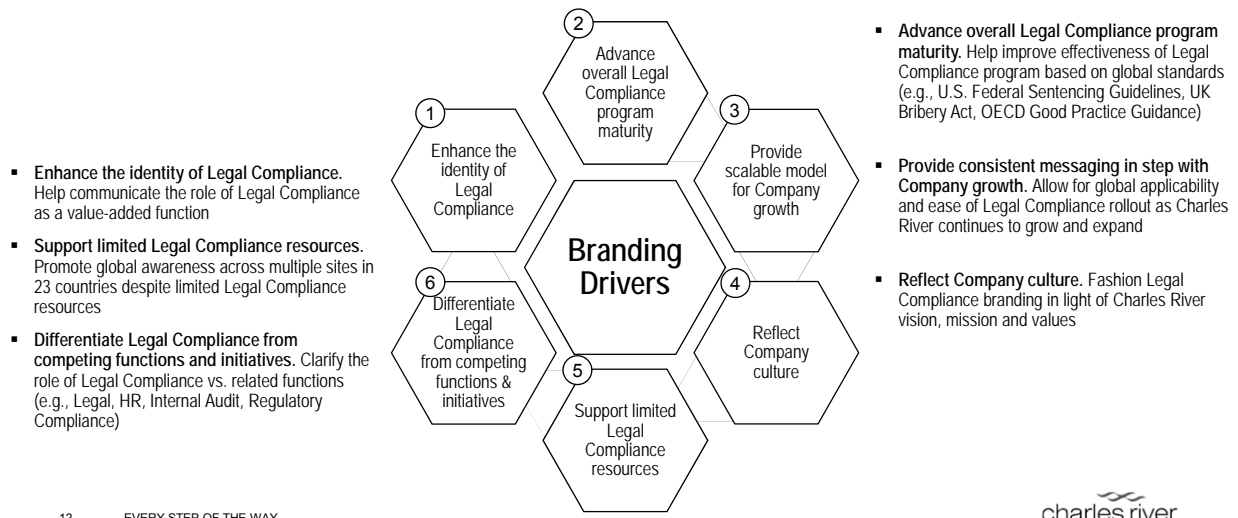 ▪ Enhance the identity of Legal Compliance.
Help communicate the role of Legal Compliance
as a value-added function
▪ Support limited Legal Compliance resources.
Promote global awareness across multiple sites in
23 countries despite limited Legal Compliance
resources
▪ Differentiate Legal Compliance from
competing functions and initiatives. Clarify the
role of Legal Compliance vs. related functions
(e.g., Legal, HR, Internal Audit, Regulatory
Compliance)
1
Enhance the
identity of
Legal
Compliance
2
Advance
overall Legal
Compliance
program
maturity
3
Provide
scalable model
for Company
growth
Branding
Drivers
4
Reflect
Company
culture
5
Support limited
Legal
Compliance
resources
6
Differentiate
Legal
Compliance
from competing
functions &
initiatives
▪ Advance overall Legal Compliance program
maturity. Help improve effectiveness of Legal
Compliance program based on global standards
(e.g., U.S. Federal Sentencing Guidelines, UK
Bribery Act, OECD Good Practice Guidance)
▪ Provide consistent messaging in step with
Company growth. Allow for global applicability
and ease of Legal Compliance rollout as Charles
River continues to grow and expand
▪ Reflect Company culture. Fashion Legal
Compliance branding in light of Charles River
vision, mission and values
12 EVERY STEP OF THE WAY
charles river